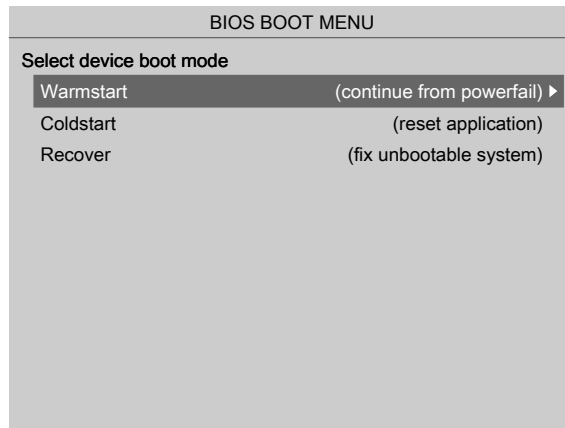 BIOS BOOT MENU
Select device boot mode
Warmstart (continue from powerfail)
Coldstart (reset application)
Recover (fix unbootable system)